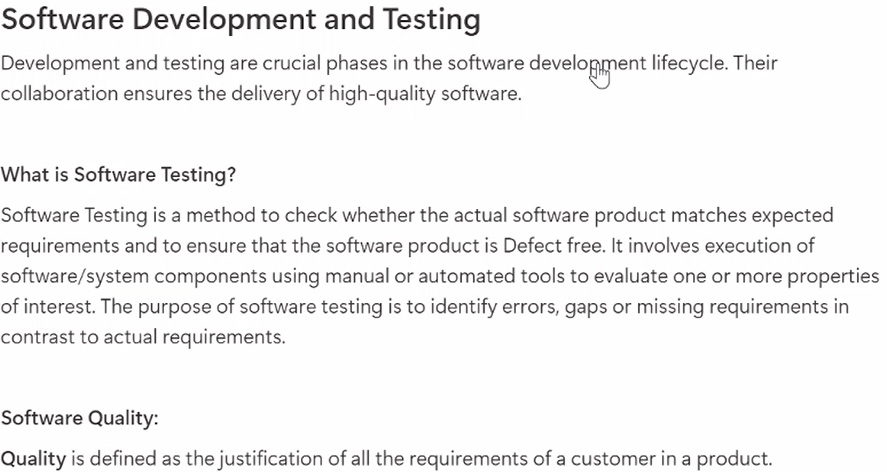 Software Development and Testing
Development and testing are crucial phases in the software development lifecycle. Their
collaboration ensures the delivery of high-quality software.
What is Software Testing?
Software Testing is a method to check whether the actual software product matches expected
requirements and to ensure that the software product is Defect free. It involves execution of
software/system components using manual or automated tools to evaluate one or more properties
of interest. The purpose of software testing is to identify errors, gaps or missing requirements in
contrast to actual requirements.
Software Quality:
Quality is defined as the justification of all the requirements of a customer in a product.